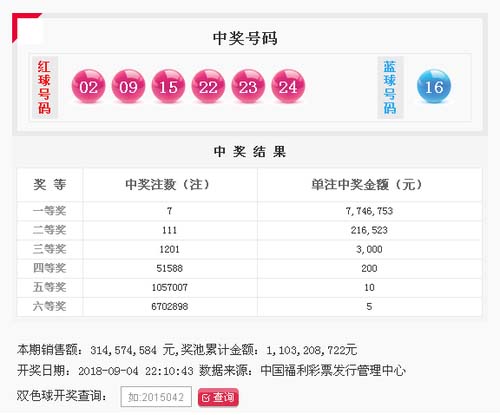 中奖号码
红球号码 02 09 15 22 23 24 蓝球号码 16
中 奖 结 果
奖 等 中奖注数（注） 单注中奖金额（元）
一等奖 7 7,746,753
二等奖 111 216,523
三等奖 1201 3,000
四等奖 51588 200
五等奖 1057007 10
六等奖 6702898 5
本期销售额：314,574,584 元,奖池累计金额：1,103,208,722元
开奖日期：2018-09-04 22:10:43 数据来源：中国福利彩票发行管理中心
双色球开奖查询： 如:2015042 查询